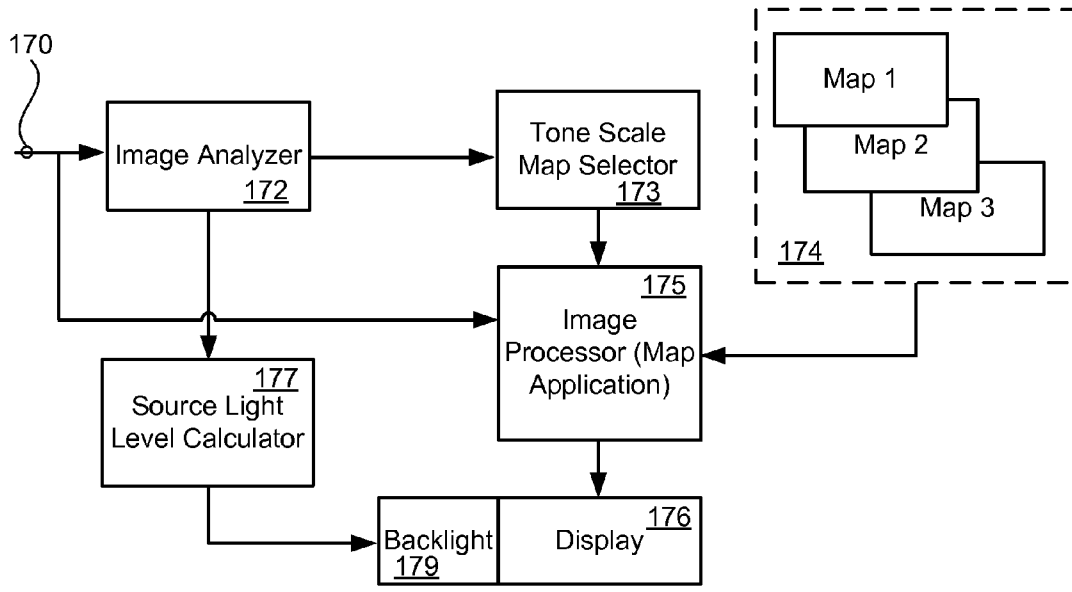 170
Image Analyzer
172
Tone Scale
Map Selector
173
Map 1
Map 2
Map 3
174
175
Image
Processor (Map
Application)
177
Source Light
Level Calculator
Backlight
179
176
Display